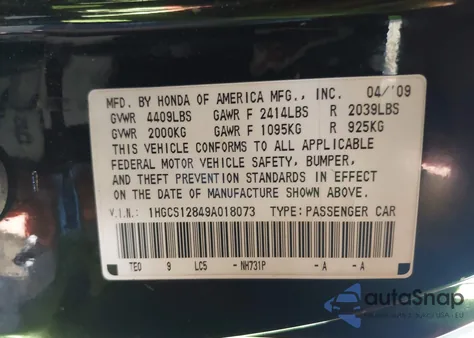 MFD. BY HONDA OF AMERICA MFG., INC. 04/'09
GVWR 4409LBS GAWR F 2414LBS R 2039LBS
GVWR 2000KG GAWR F 1095KG R 925KG
THIS VEHICLE CONFORMS TO ALL APPLICABLE
FEDERAL MOTOR VEHICLE SAFETY, BUMPER,
AND THEFT PREVENTION STANDARDS IN EFFECT
ON THE DATE OF MANUFACTURE SHOWN ABOVE.
V.I.N.: 1HGCS12849A018073 TYPE: PASSENGER CAR
TEO 9 LC5 -NH731P -A -A
autoSnap